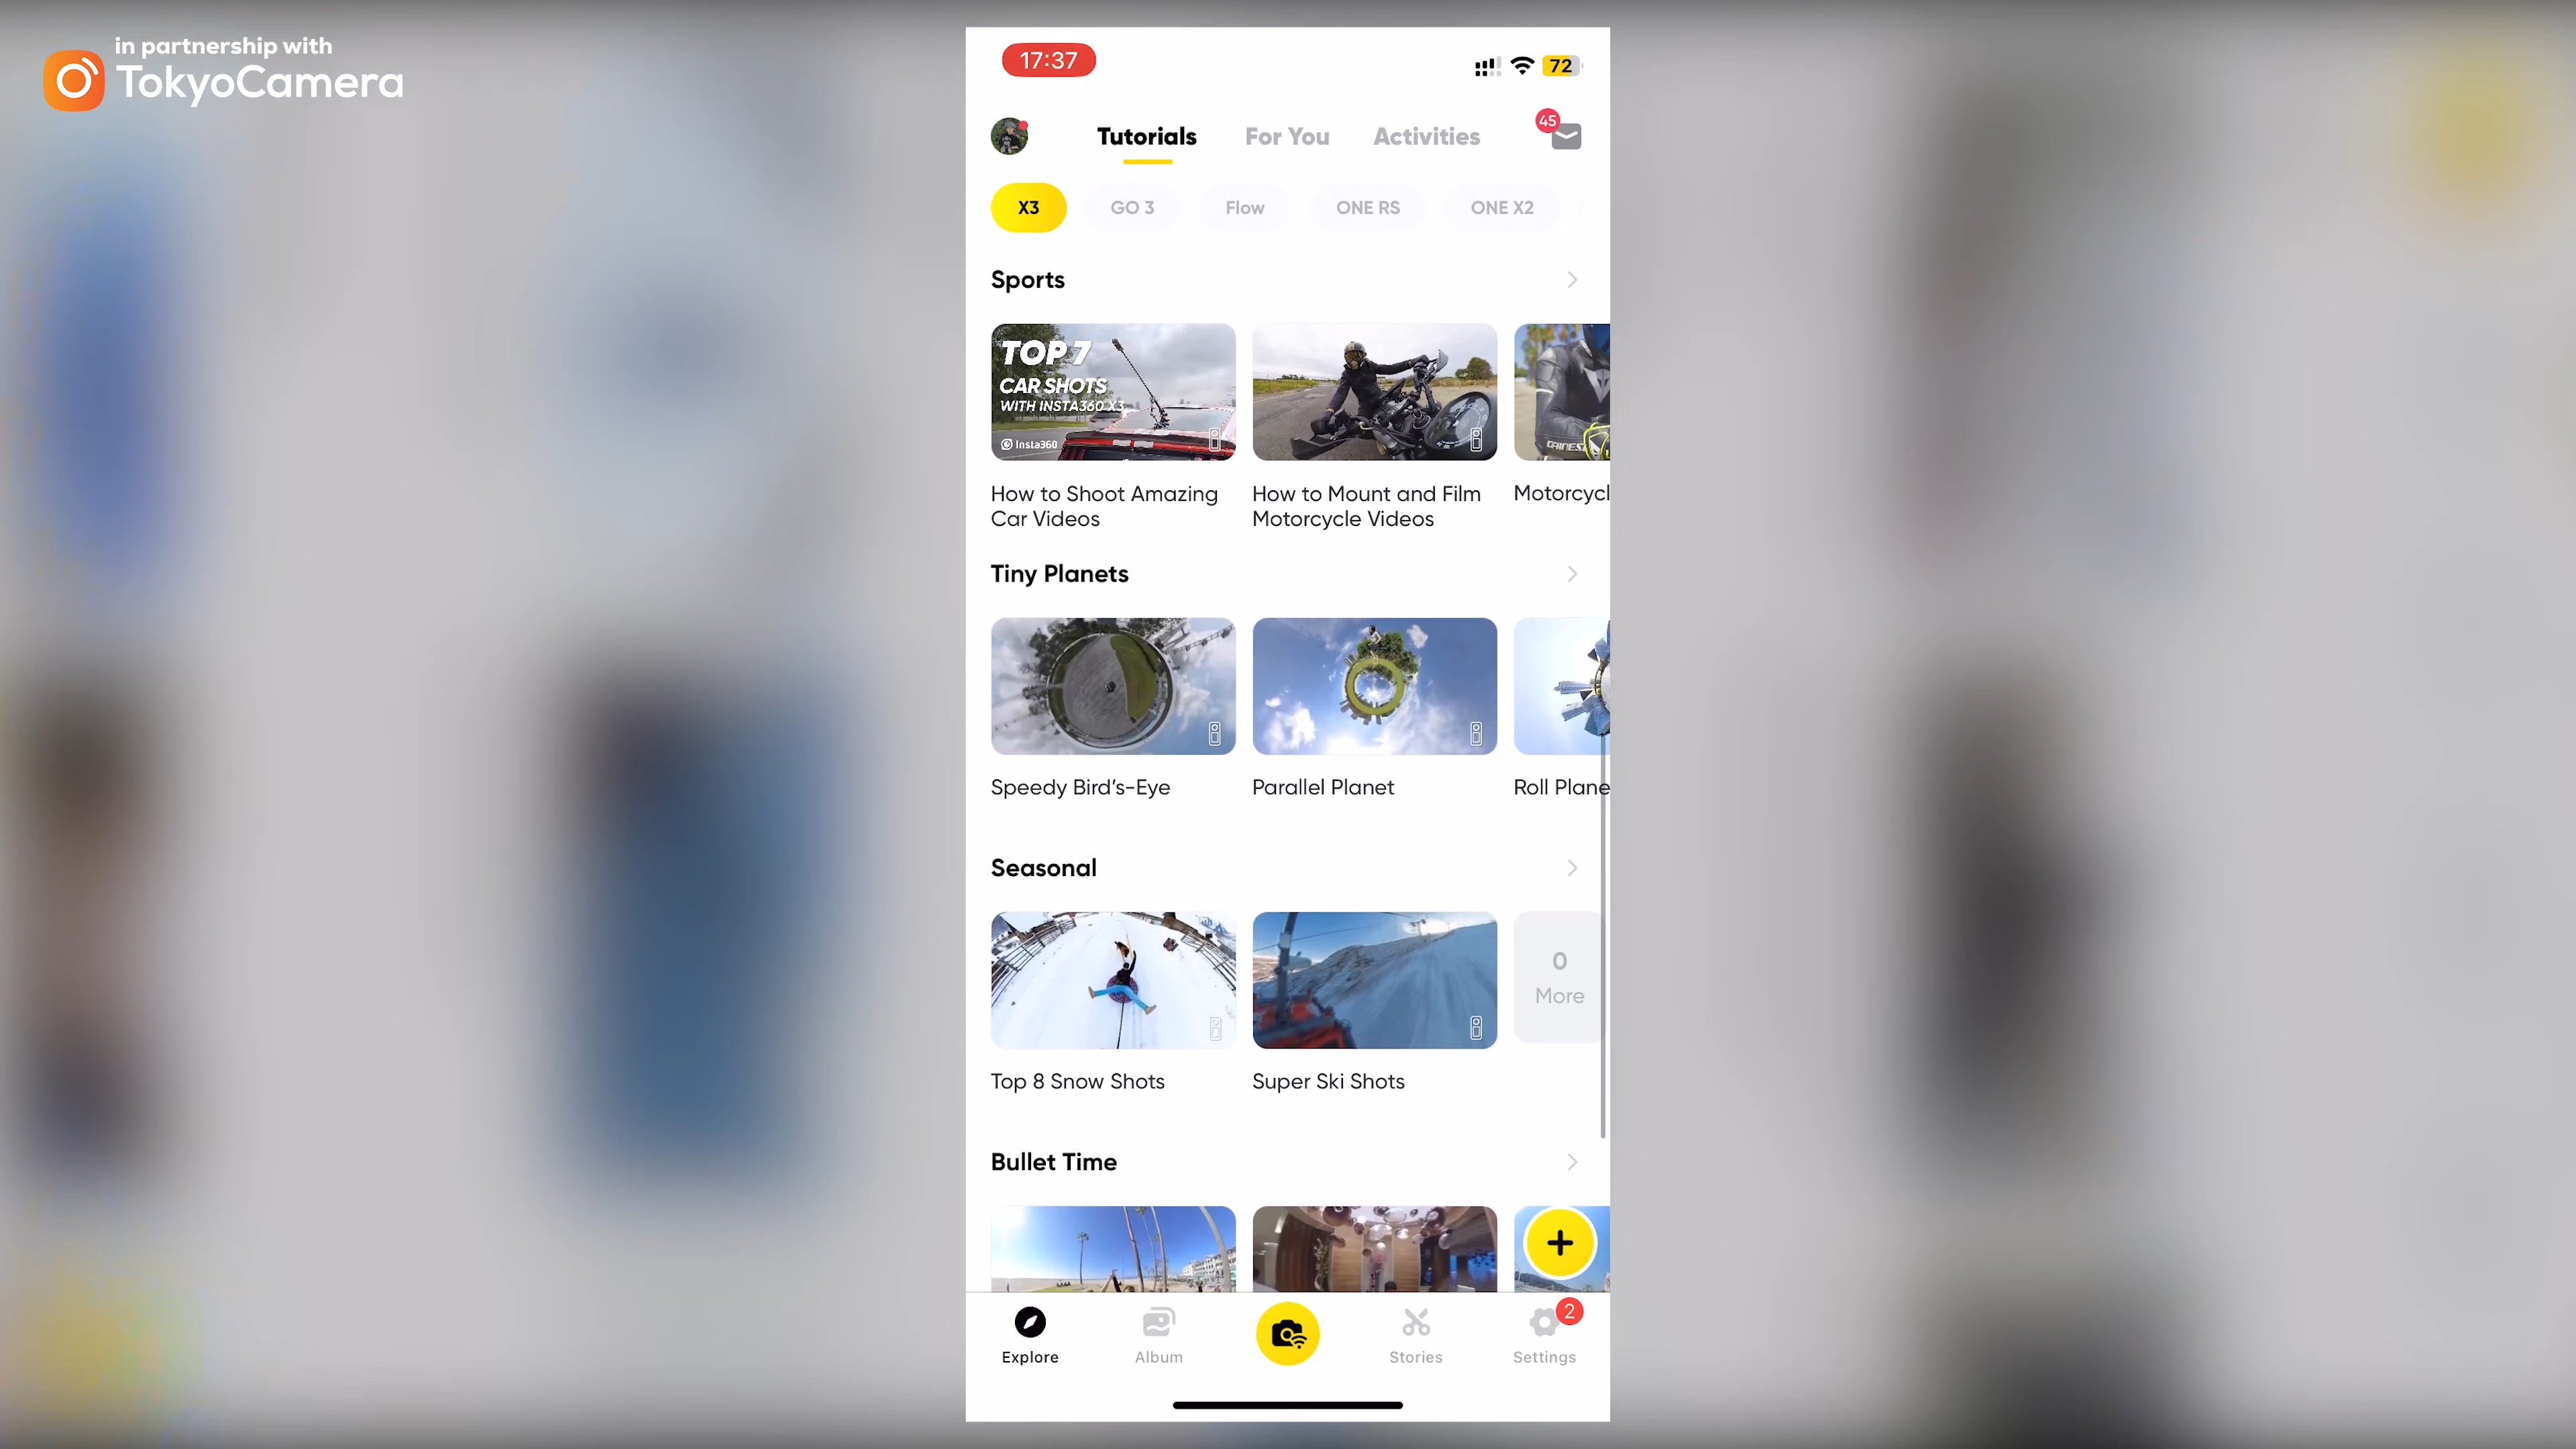 in partnership with
TokyoCamera
17:37
72
Tutorials
For You
Activities
45
X3
GO 3
Flow
ONE RS
ONE X2
Sports
TOP 7
CAR SHOTS
WITH INSTA360 X3
Insta360
How to Shoot Amazing
Car Videos
How to Mount and Film
Motorcycle Videos
Motorcycl
Tiny Planets
Speedy Bird's-Eye
Parallel Planet
Roll Plane
Seasonal
0
More
Top 8 Snow Shots
Super Ski Shots
Bullet Time
2
Explore
Album
Stories
Settings